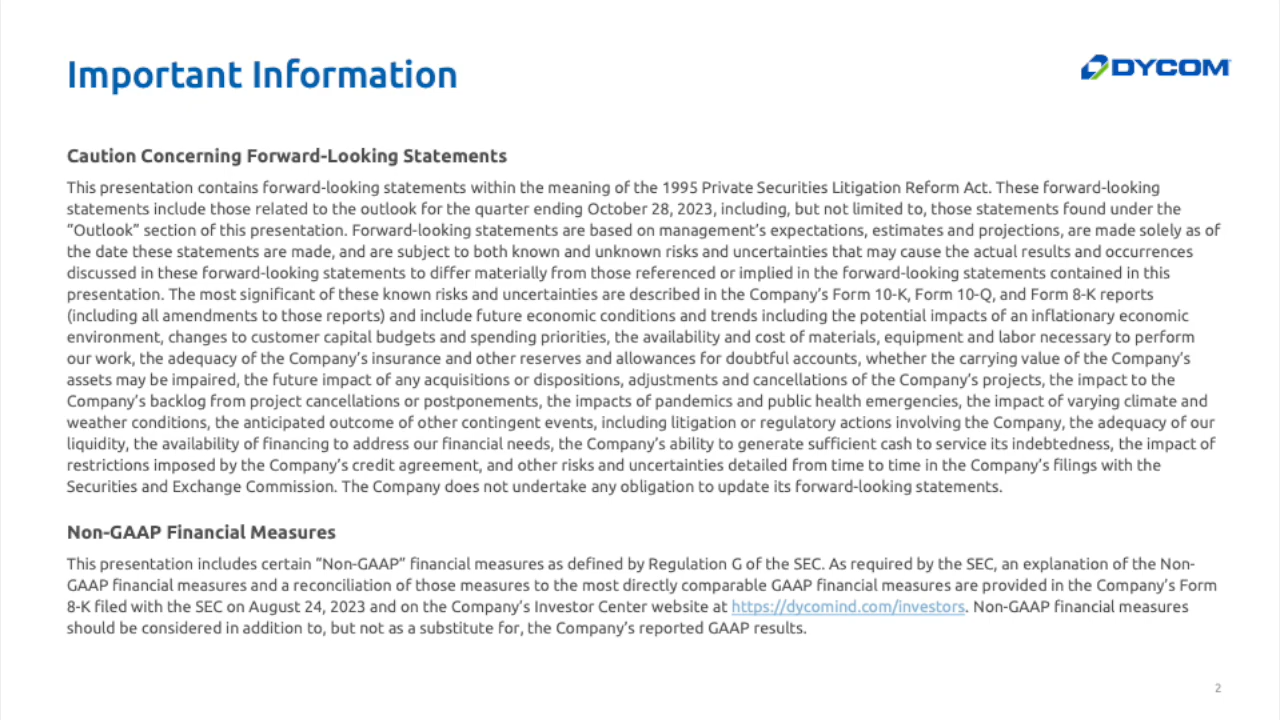 Important Information
DYCOM
Caution Concerning Forward-Looking Statements
This presentation contains forward-looking statements within the meaning of the 1995 Private Securities Litigation Reform Act. These forward-looking
statements include those related to the outlook for the quarter ending October 28, 2023, including, but not limited to, those statements found under the
“Outlook” section of this presentation. Forward-looking statements are based on management’s expectations, estimates and projections, are made solely as of
the date these statements are made, and are subject to both known and unknown risks and uncertainties that may cause the actual results and occurrences
discussed in these forward-looking statements to differ materially from those referenced or implied in the forward-looking statements contained in this
presentation. The most significant of these known risks and uncertainties are described in the Company’s Form 10-K, Form 10-Q, and Form 8-K reports
(including all amendments to those reports) and include future economic conditions and trends including the potential impacts of an inflationary economic
environment, changes to customer capital budgets and spending priorities, the availability and cost of materials, equipment and labor necessary to perform
our work, the adequacy of the Company’s insurance and other reserves and allowances for doubtful accounts, whether the carrying value of the Company’s
assets may be impaired, the future impact of any acquisitions or dispositions, adjustments and cancellations of the Company’s projects, the impact to the
Company’s backlog from project cancellations or postponements, the impacts of pandemics and public health emergencies, the impact of varying climate and
weather conditions, the anticipated outcome of other contingent events, including litigation or regulatory actions involving the Company, the adequacy of our
liquidity, the availability of financing to address our financial needs, the Company’s ability to generate sufficient cash to service its indebtedness, the impact of
restrictions imposed by the Company’s credit agreement, and other risks and uncertainties detailed from time to time in the Company’s filings with the
Securities and Exchange Commission. The Company does not undertake any obligation to update its forward-looking statements.
Non-GAAP Financial Measures
This presentation includes certain “Non-GAAP” financial measures as defined by Regulation G of the SEC. As required by the SEC, an explanation of the Non-
GAAP financial measures and a reconciliation of those measures to the most directly comparable GAAP financial measures are provided in the Company’s Form
8-K filed with the SEC on August 24, 2023 and on the Company’s Investor Center website at https://dycomind.com/investors. Non-GAAP financial measures
should be considered in addition to, but not as a substitute for, the Company’s reported GAAP results.
2